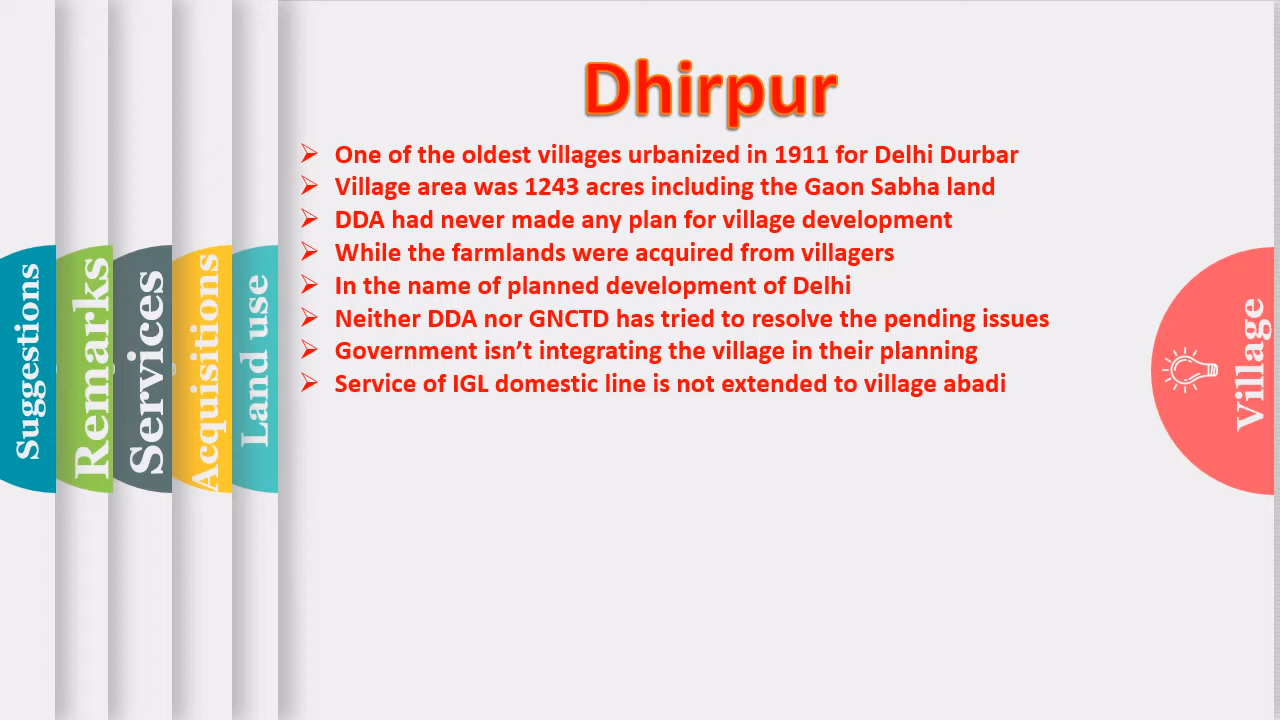 Dhirpur
One of the oldest villages urbanized in 1911 for Delhi Durbar
Village area was 1243 acres including the Gaon Sabha land
DDA had never made any plan for village development
While the farmlands were acquired from villagers
In the name of planned development of Delhi
Neither DDA nor GNCTD has tried to resolve the pending issues
Government isn’t integrating the village in their planning
Service of IGL domestic line is not extended to village abadi
Suggestions
Remarks
Services
Acquisitions
Land use
Village